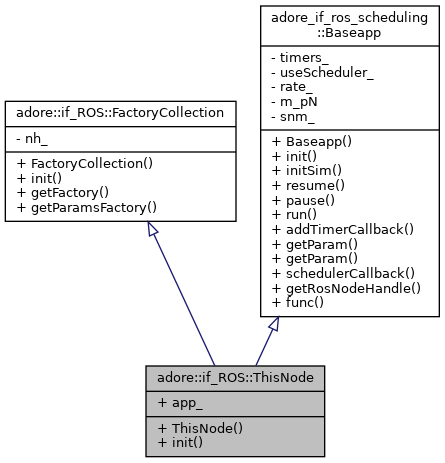 adore_if_ros_scheduling
::Baseapp
- timers_
- useScheduler_
- rate_
- m_pN
- snm_
+ Baseapp()
+ init()
+ initSim()
+ resume()
+ pause()
+ run()
+ addTimerCallback()
+ getParam()
+ getParam()
+ schedulerCallback()
+ getRosNodeHandle()
+ func()
adore::if_ROS::FactoryCollection
- nh_
+ FactoryCollection()
+ init()
+ getFactory()
+ getParamsFactory()
adore::if_ROS::ThisNode
+ app_
+ ThisNode()
+ init()